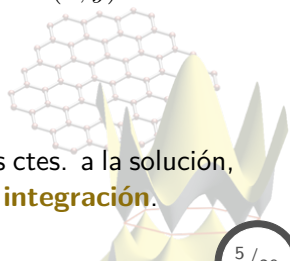 s ctes. a la solución,
integración.
5 /